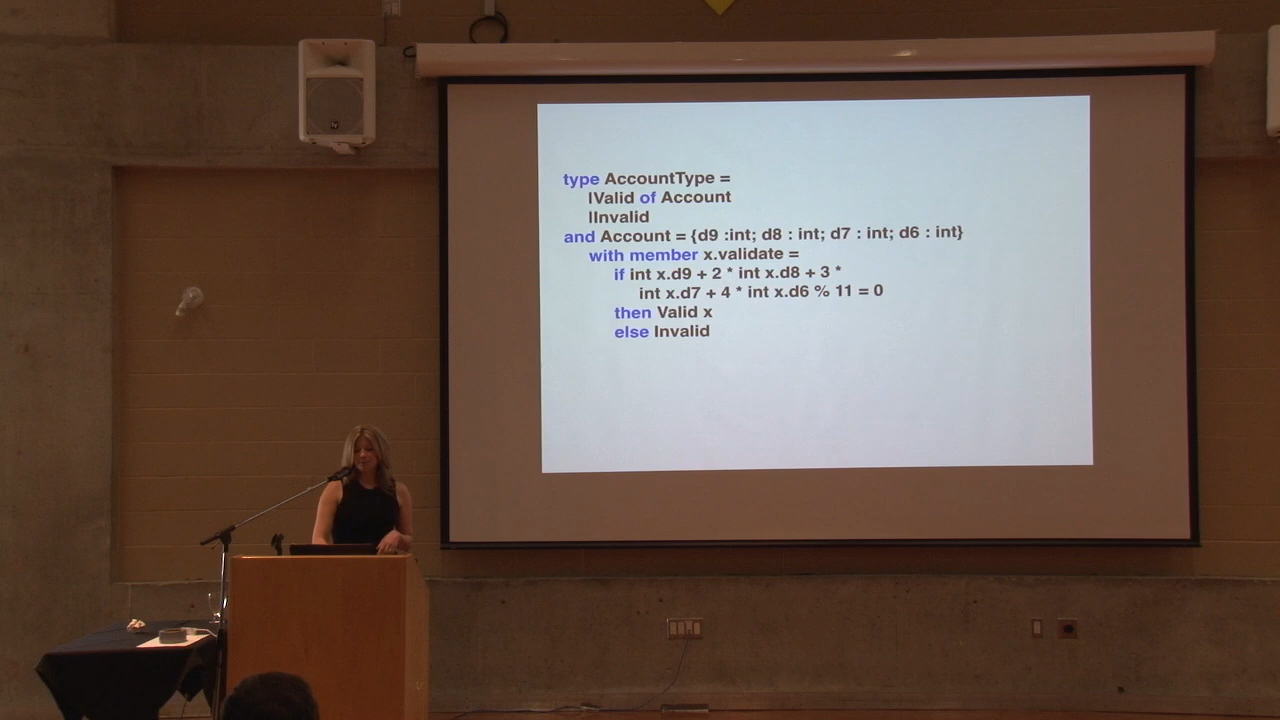 type AccountType =
|Valid of Account
|Invalid
and Account = {d9 :int; d8 : int; d7 : int; d6 : int}
with member x.validate =
if int x.d9 + 2 * int x.d8 + 3 *
int x.d7 + 4 * int x.d6 % 11 = 0
then Valid x
else Invalid